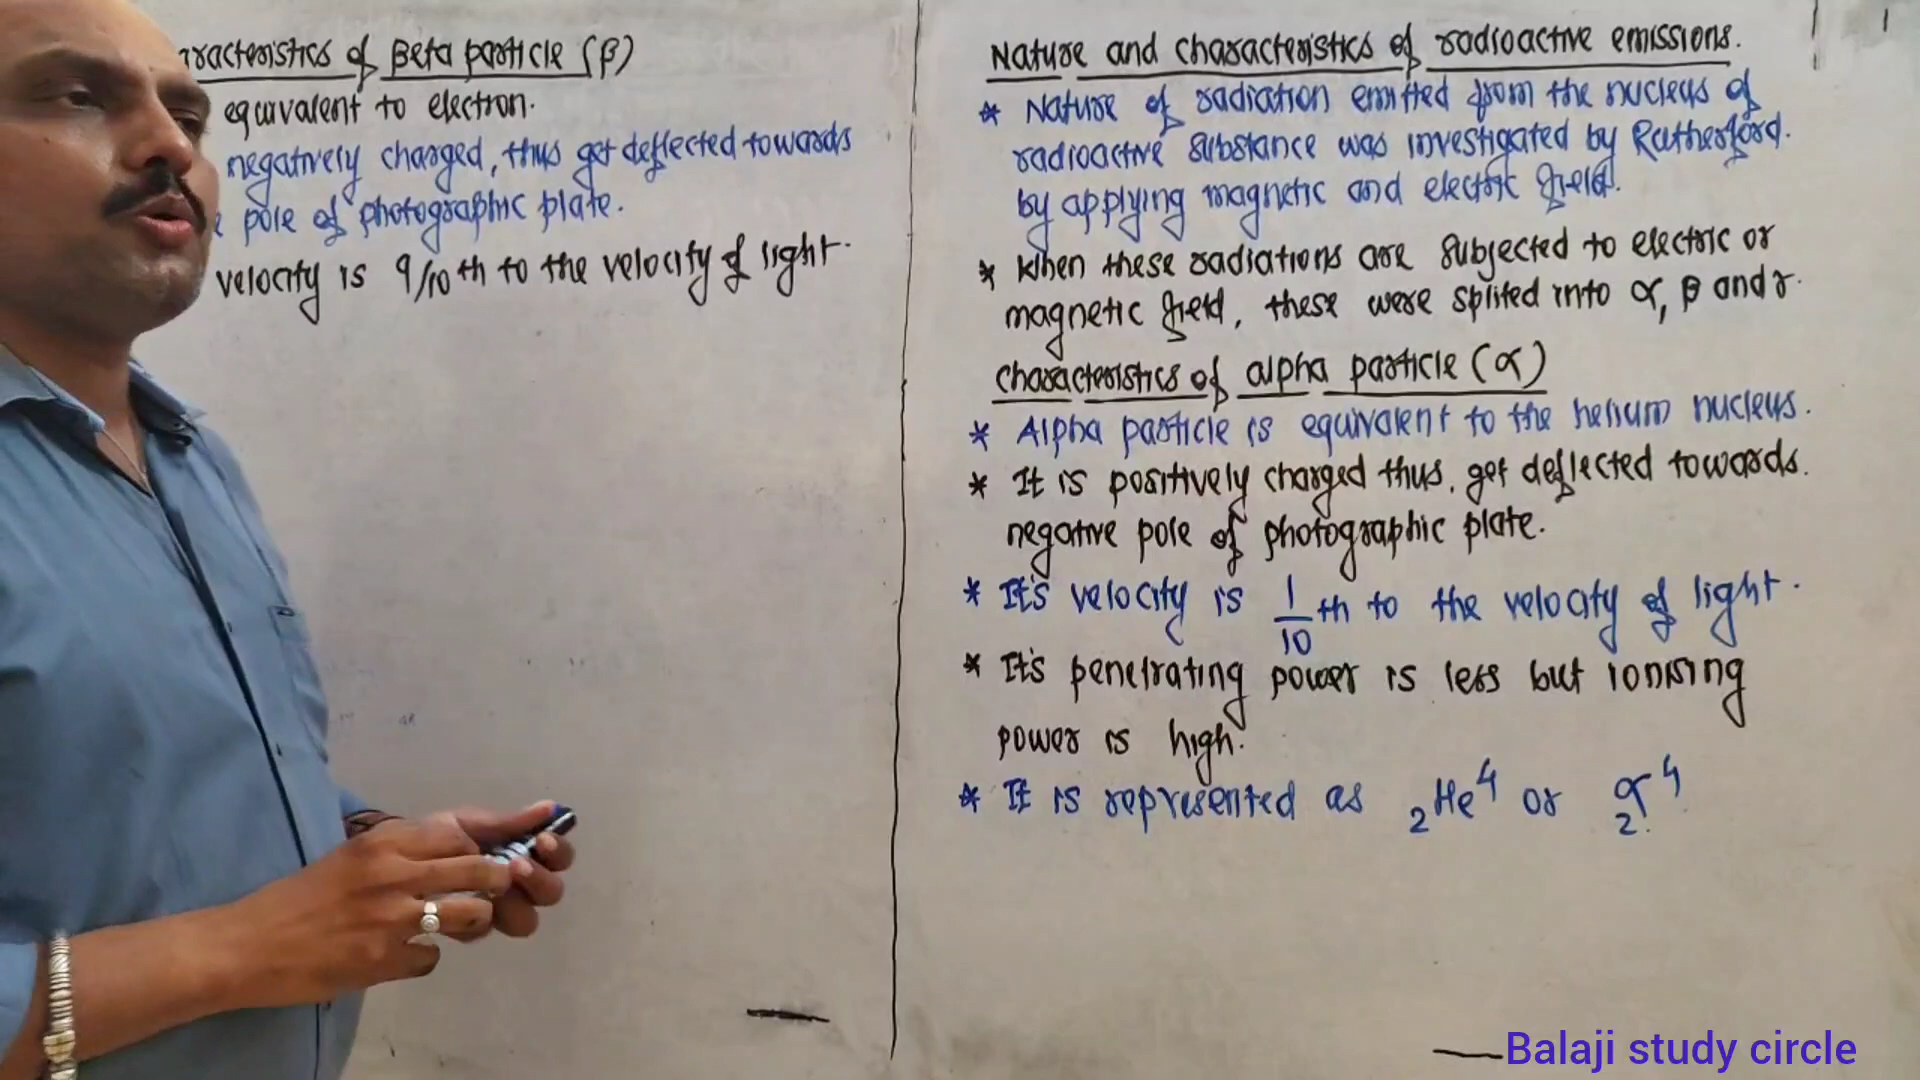 racteristics of Beta particle (β)
equivalent to electron.
negatively charged, thus get deflected towards
pole of photographic plate.
velocity is 9/10th to the velocity of light.
Nature and characteristics of radioactive emissions.
* Nature of radiation emitted from the nucleus of
radioactive substance was investigated by Rutherford.
by applying magnetic and electric field.
* When these radiations are subjected to electric or
magnetic field, these were splited into α, β and γ.
characteristics of alpha particle (α)
* Alpha particle is equivalent to the helium nucleus.
* It is positively charged thus, get deflected towards.
negative pole of photographic plate.
* It's velocity is 1/10 th to the velocity of light.
* It's penetrating power is less but ionising
power is high.
* It is represented as ₂He⁴ or ₂α⁴
Balaji study circle